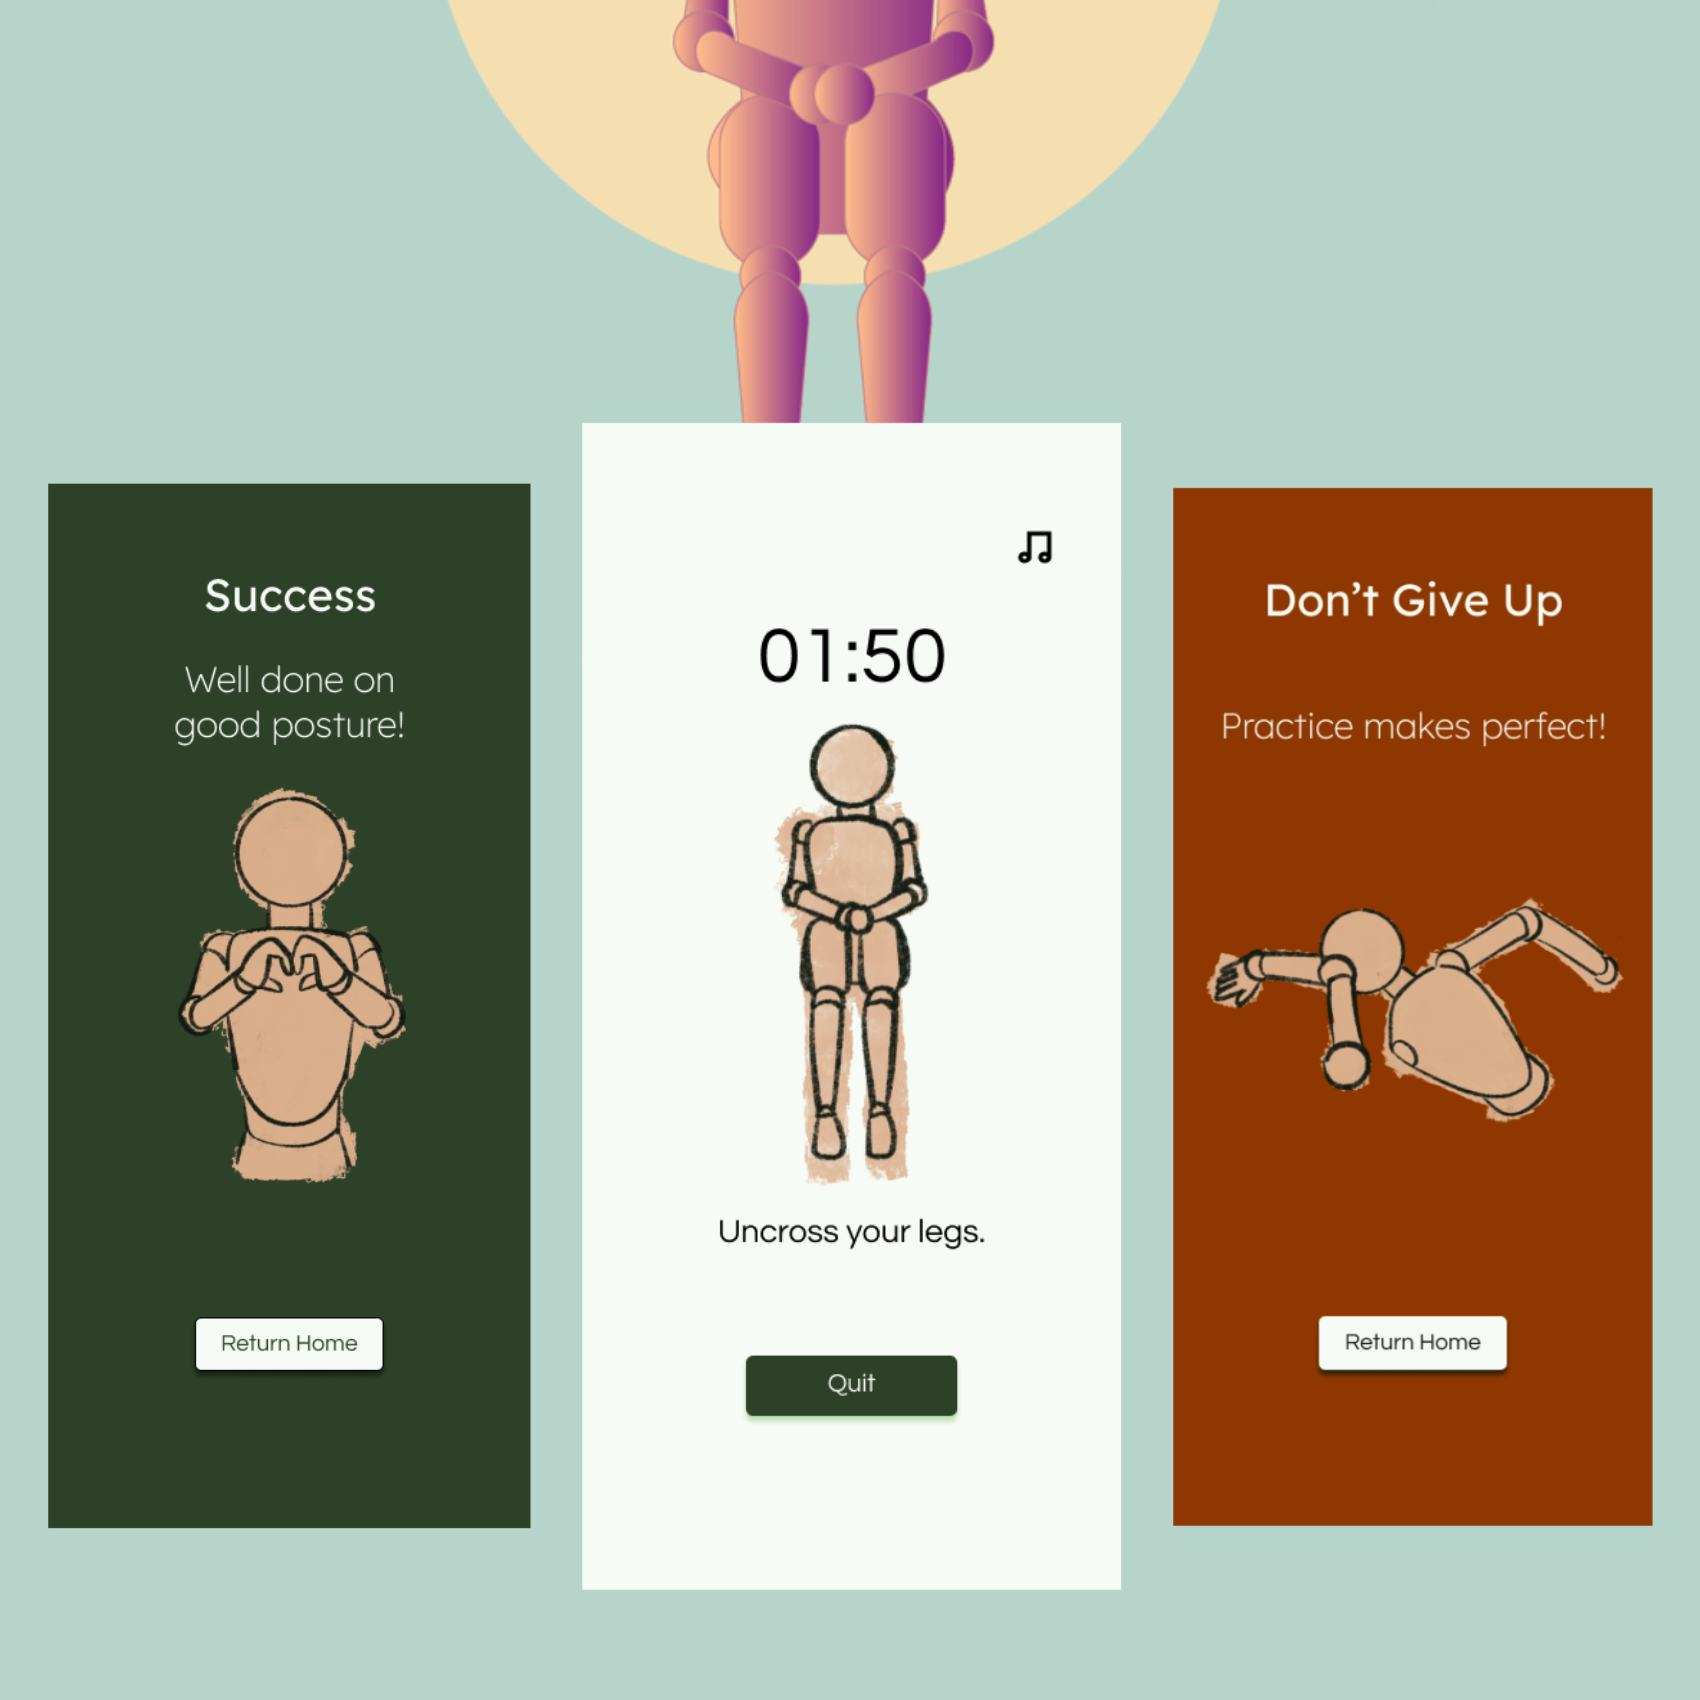 Success
Well done on
good posture!
Return Home
01:50
Uncross your legs.
Quit
Don’t Give Up
Practice makes perfect!
Return Home